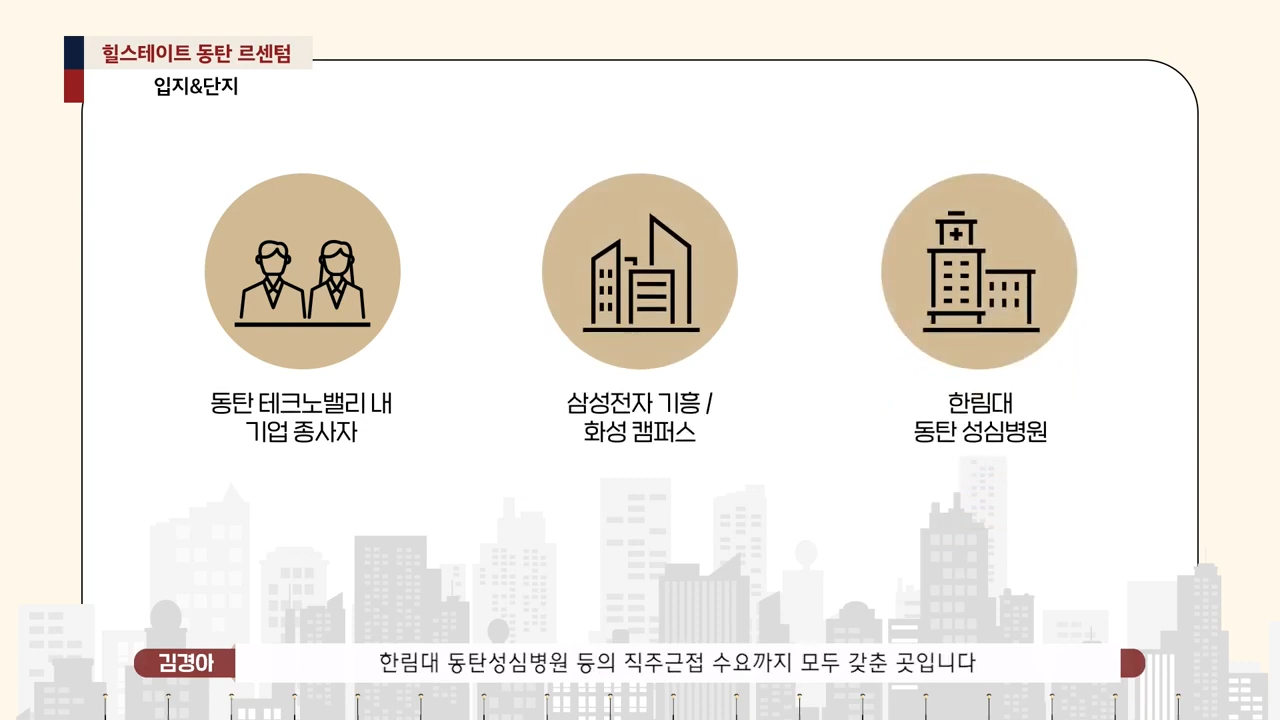 힐스테이트 동탄 르센텀
입지&단지
동탄 테크노밸리 내
기업 종사자
삼성전자 기흥 /
화성 캠퍼스
한림대
동탄 성심병원
김경아
한림대 동탄성심병원 등의 직주근접 수요까지 모두 갖춘 곳입니다